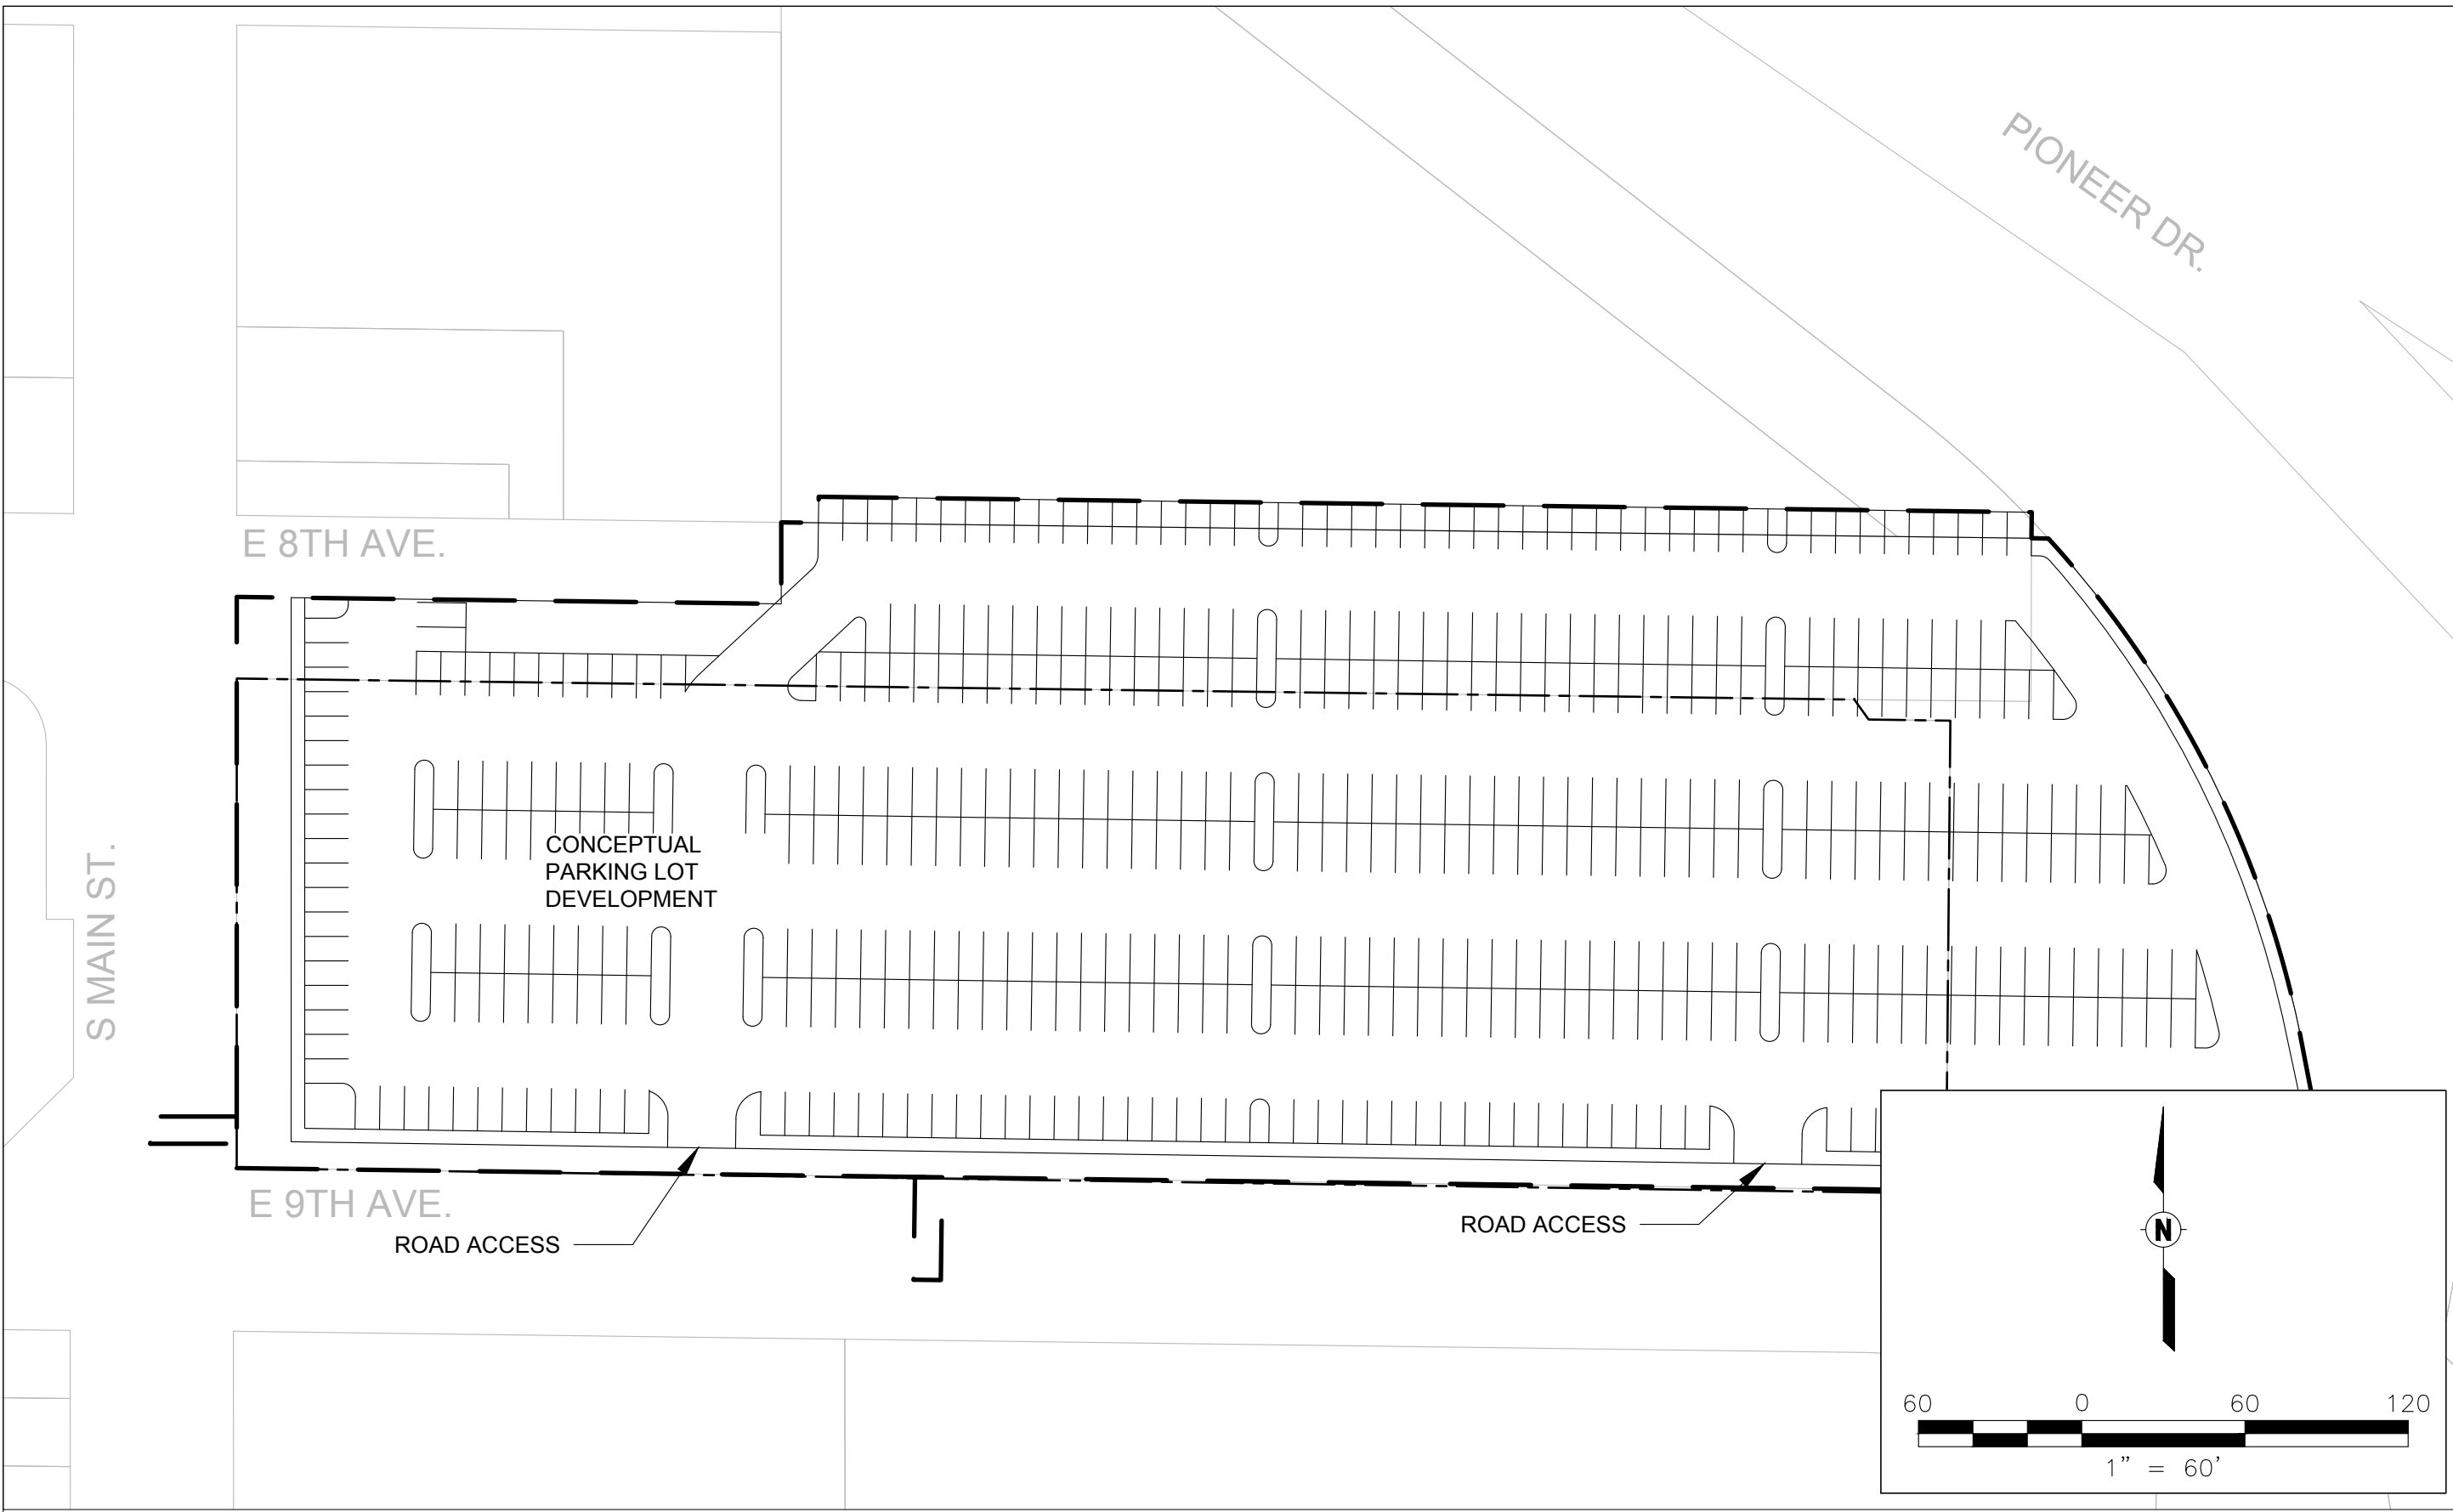 PIONEER DR.
E 8TH AVE.
CONCEPTUAL
PARKING LOT
DEVELOPMENT
S MAIN ST.
E 9TH AVE.
ROAD ACCESS
ROAD ACCESS
N
60 0 60 120
1" = 60'